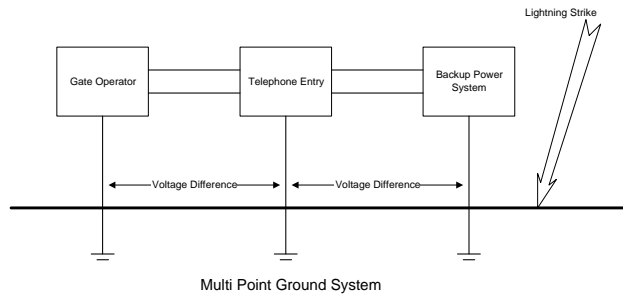 Lightning Strike
Gate Operator
Telephone Entry
Backup Power
System
Voltage Difference
Voltage Difference
Multi Point Ground System